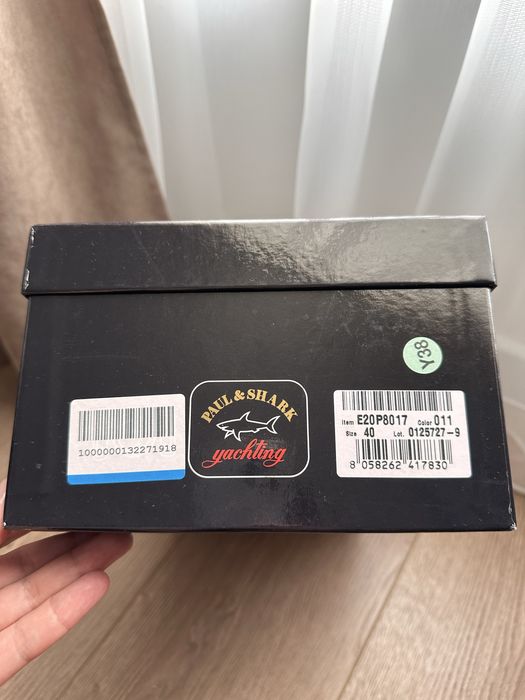 Y38
PAUL & SHARK
yachting
1000000132271918
Item E20P8017 Color 011
Size 40 Lot. 0125727-9
8 058262 417830